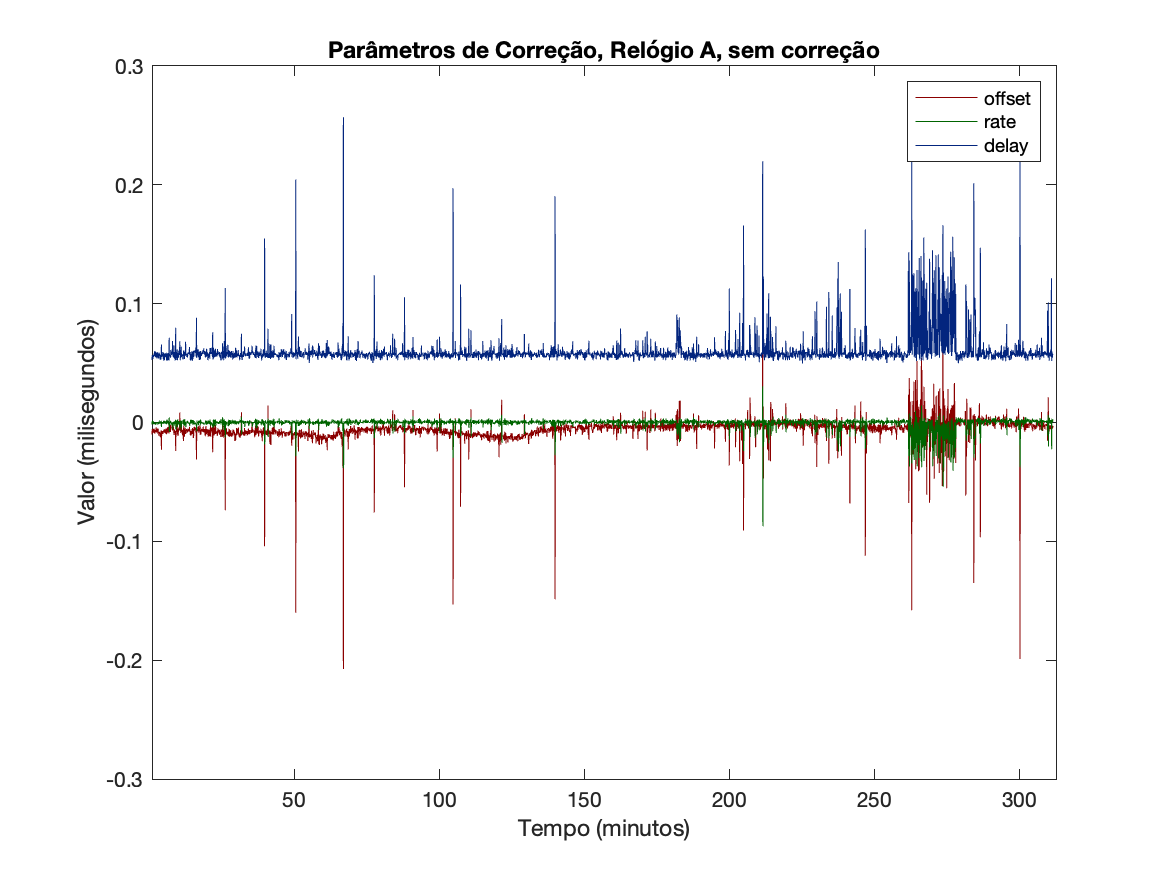 Parâmetros de Correção, Relógio A, sem correção
0.3
0.2
0.1
0
-0.1
-0.2
-0.3
Valor (milisegundos)
offset
rate
delay
50
100
150
200
250
300
Tempo (minutos)